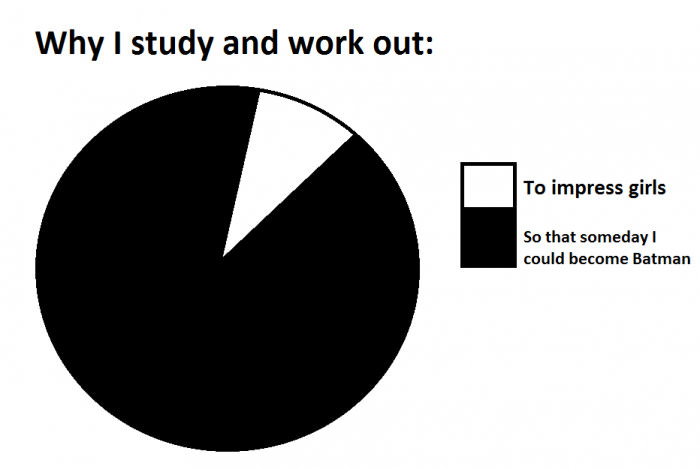 Why I study and work out:
To impress girls
So that someday I
could become Batman